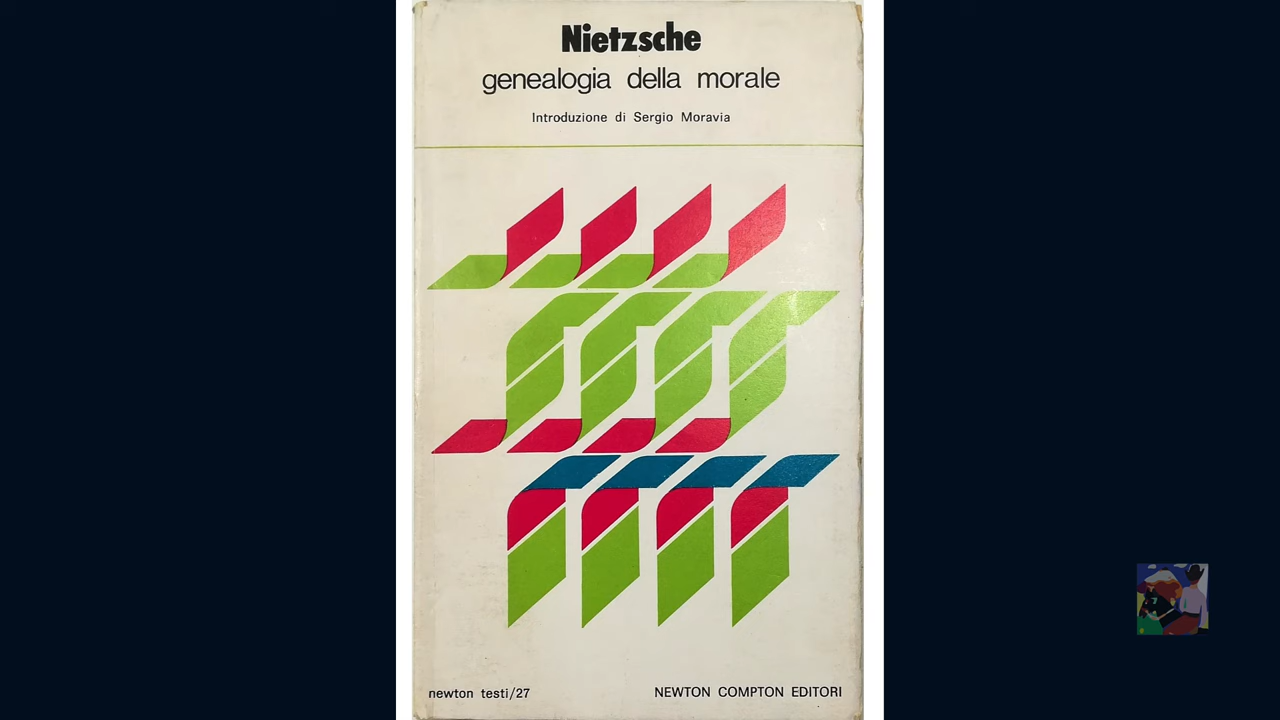 Nietzsche
genealogia della morale
Introduzione di Sergio Moravia
newton testi/27
NEWTON COMPTON EDITORI